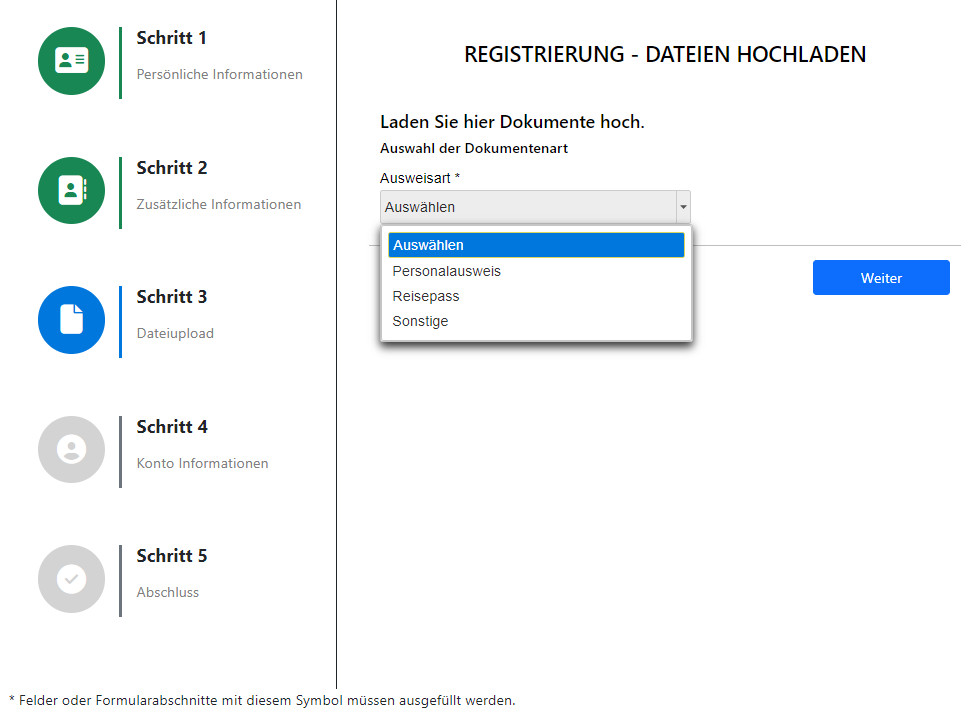 Schritt 1
Persönliche Informationen
Schritt 2
Zusätzliche Informationen
Schritt 3
Dateiupload
Schritt 4
Konto Informationen
Schritt 5
Abschluss
REGISTRIERUNG - DATEIEN HOCHLADEN
Laden Sie hier Dokumente hoch.
Auswahl der Dokumentenart
Ausweisart *
Auswählen
Auswählen
Personalausweis
Reisepass
Sonstige
Weiter
* Felder oder Formularabschnitte mit diesem Symbol müssen ausgefüllt werden.